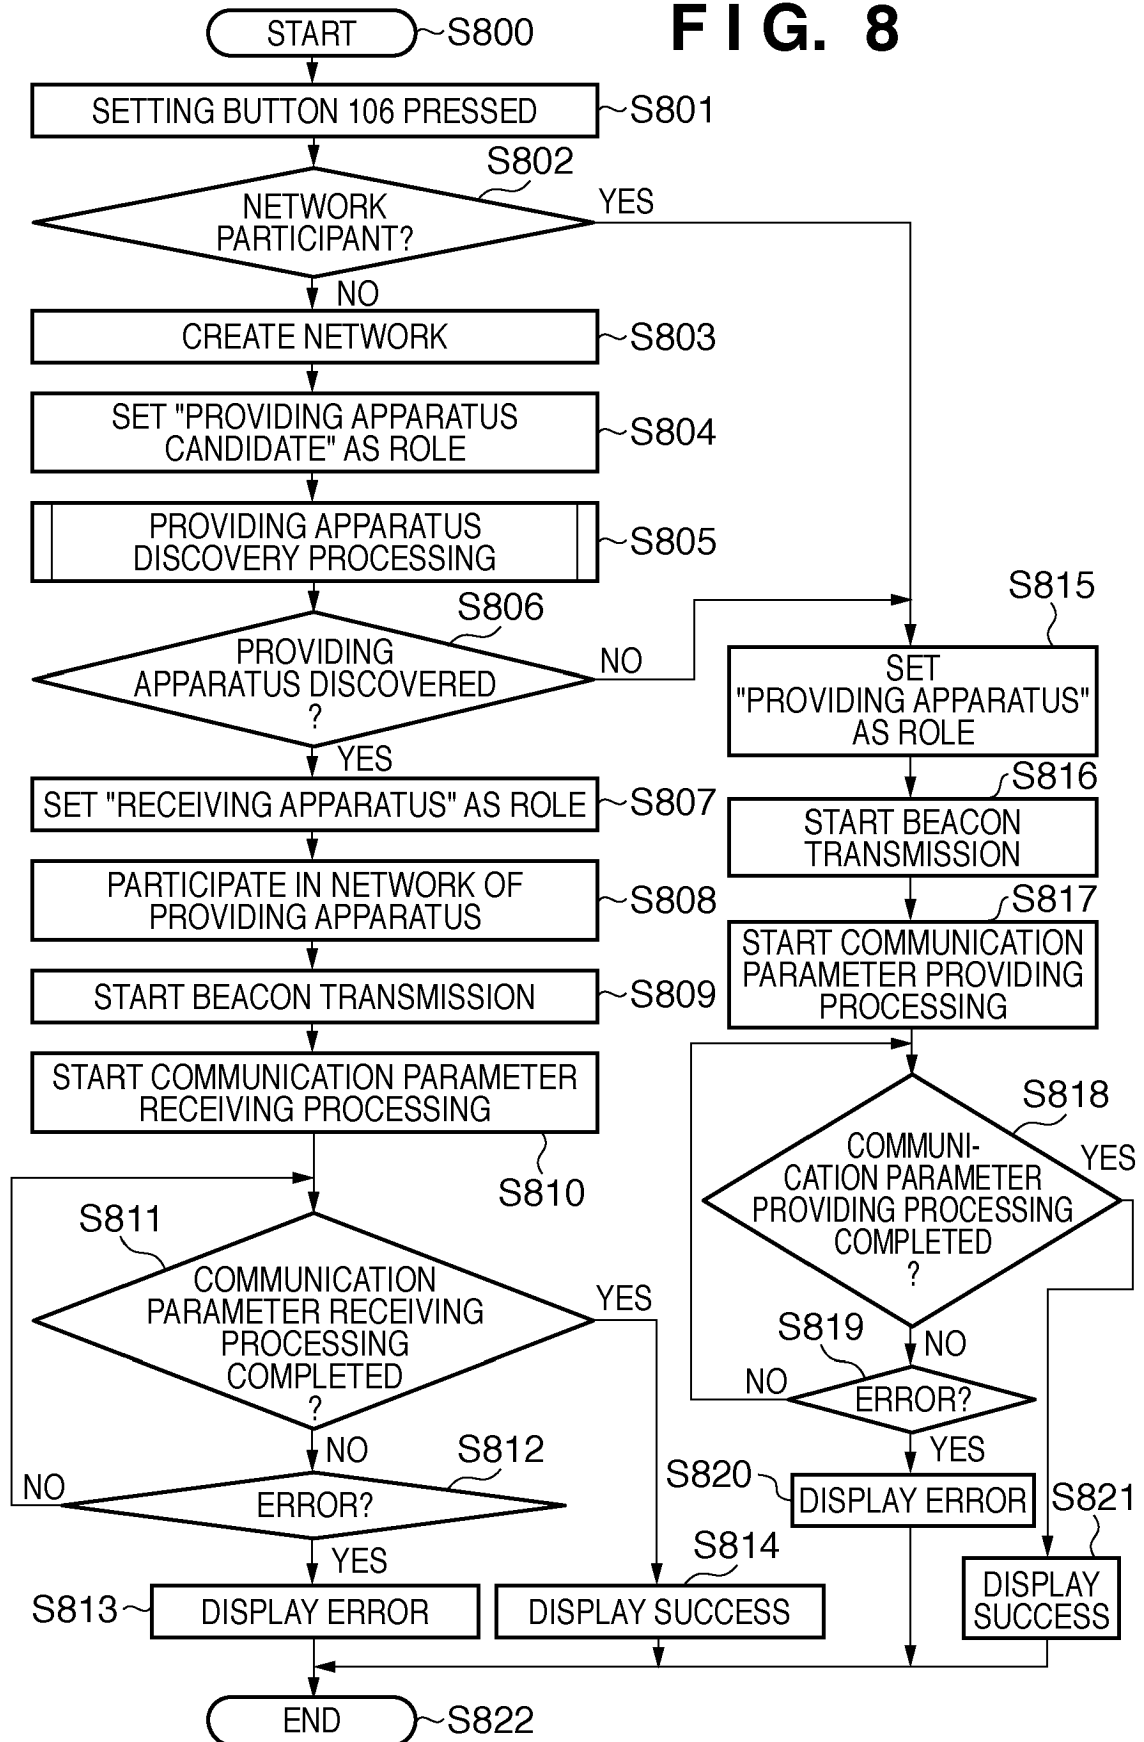 FIG. 8
START
S800
SETTING BUTTON 106 PRESSED
S801
S802
NETWORK
PARTICIPANT?
YES
NO
CREATE NETWORK
S803
SET "PROVIDING APPARATUS
CANDIDATE" AS ROLE
S804
PROVIDING APPARATUS
DISCOVERY PROCESSING
S805
S806
PROVIDING
APPARATUS DISCOVERED
?
NO
YES
SET "RECEIVING APPARATUS" AS ROLE
S807
PARTICIPATE IN NETWORK OF
PROVIDING APPARATUS
S808
START BEACON TRANSMISSION
S809
START COMMUNICATION PARAMETER
RECEIVING PROCESSING
S810
S811
COMMUNICATION
PARAMETER RECEIVING
PROCESSING
COMPLETED
?
YES
NO
S812
NO
ERROR?
YES
S813
DISPLAY ERROR
S814
DISPLAY SUCCESS
S815
SET
"PROVIDING APPARATUS"
AS ROLE
S816
START BEACON
TRANSMISSION
S817
START COMMUNICATION
PARAMETER PROVIDING
PROCESSING
S818
COMMUNI-
CATION PARAMETER
PROVIDING PROCESSING
COMPLETED
?
YES
NO
S819
NO
ERROR?
YES
S820
DISPLAY ERROR
S821
DISPLAY
SUCCESS
END
S822